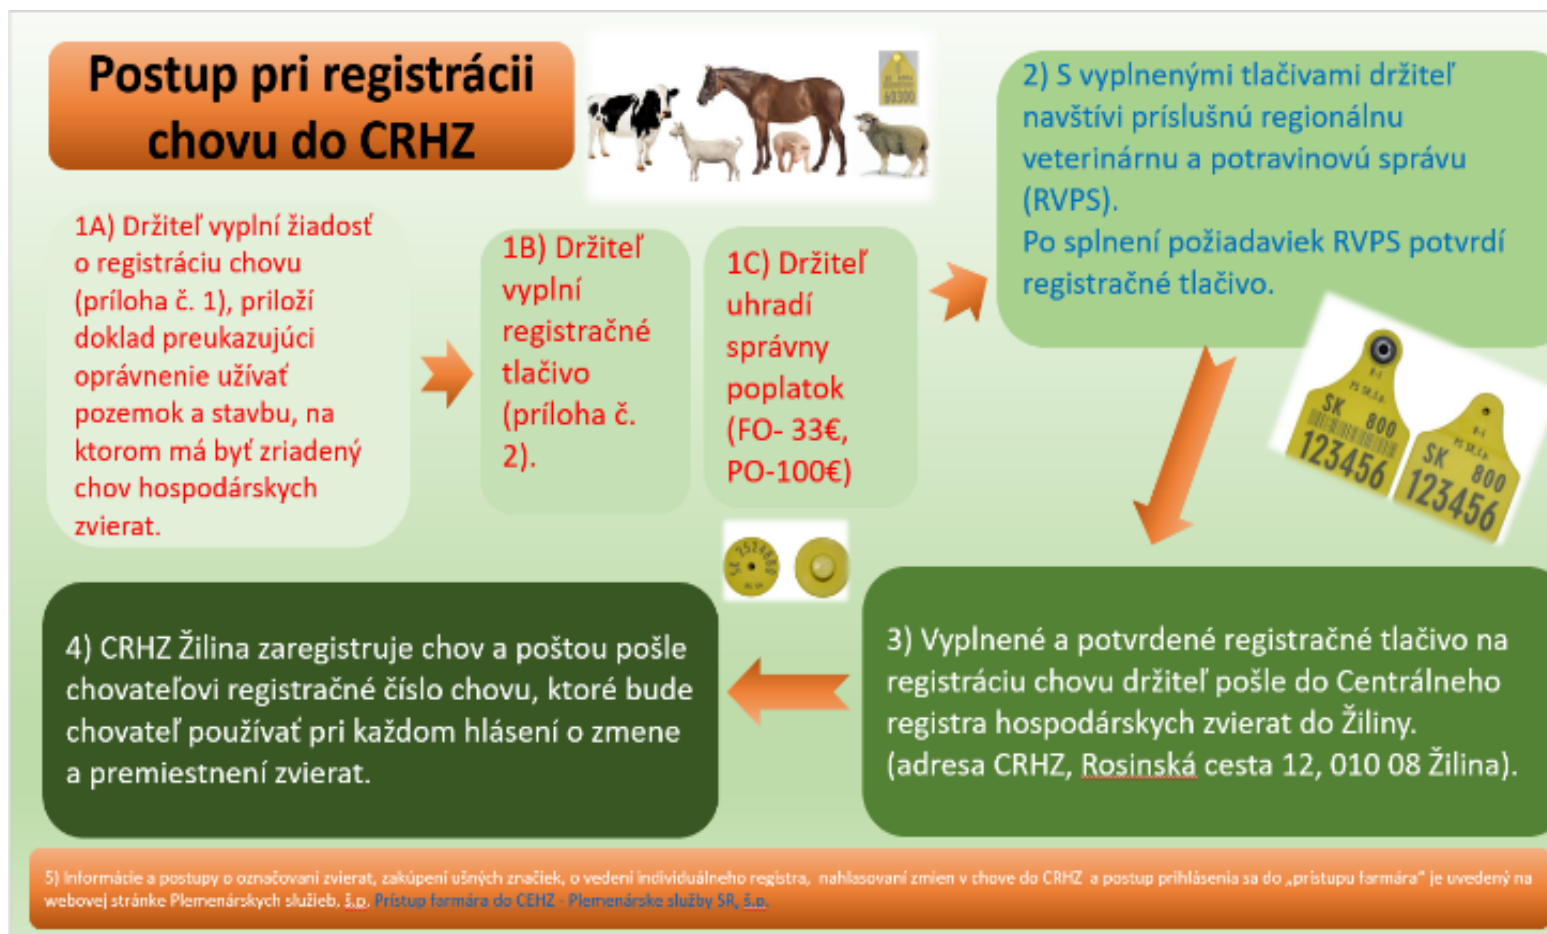 Postup pri registrácii
chovu do CRHZ
60300
1A) Držiteľ vyplní žiadosť
o registráciu chovu
(príloha č. 1), priloží
doklad preukazujúci
oprávnenie užívať
pozemok a stavbu, na
ktorom má byť zriadený
chov hospodárskych
zvierat.
1B) Držiteľ
vyplní
registračné
tlačivo
(príloha č.
2).
1C) Držiteľ
uhradí
správny
poplatok
(FO- 33€,
PO-100€)
2) S vyplnenými tlačivami držiteľ
navštívi príslušnú regionálnu
veterinárnu a potravinovú správu
(RVPS).
Po splnení požiadaviek RVPS potvrdí
registračné tlačivo.
SK 800
123456
SK 800
123456
3) Vyplnené a potvrdené registračné tlačivo na
registráciu chovu držiteľ pošle do Centrálneho
registra hospodárskych zvierat do Žiliny.
(adresa CRHZ, Rosinská cesta 12, 010 08 Žilina).
SK 7524680
4) CRHZ Žilina zaregistruje chov a poštou pošle
chovateľovi registračné číslo chovu, ktoré bude
chovateľ používať pri každom hlásení o zmene
a premiestnení zvierat.
5) Informácie a postupy o označovaní zvierat, zakúpení ušných značiek, o vedení individuálneho registra, nahlasovaní zmien v chove do CRHZ a postup prihlásenia sa do „prístupu farmára“ je uvedený na
webovej stránke Plemenárskych služieb, š.p. Prístup farmára do CEHZ - Plemenárske služby SR, š.p.